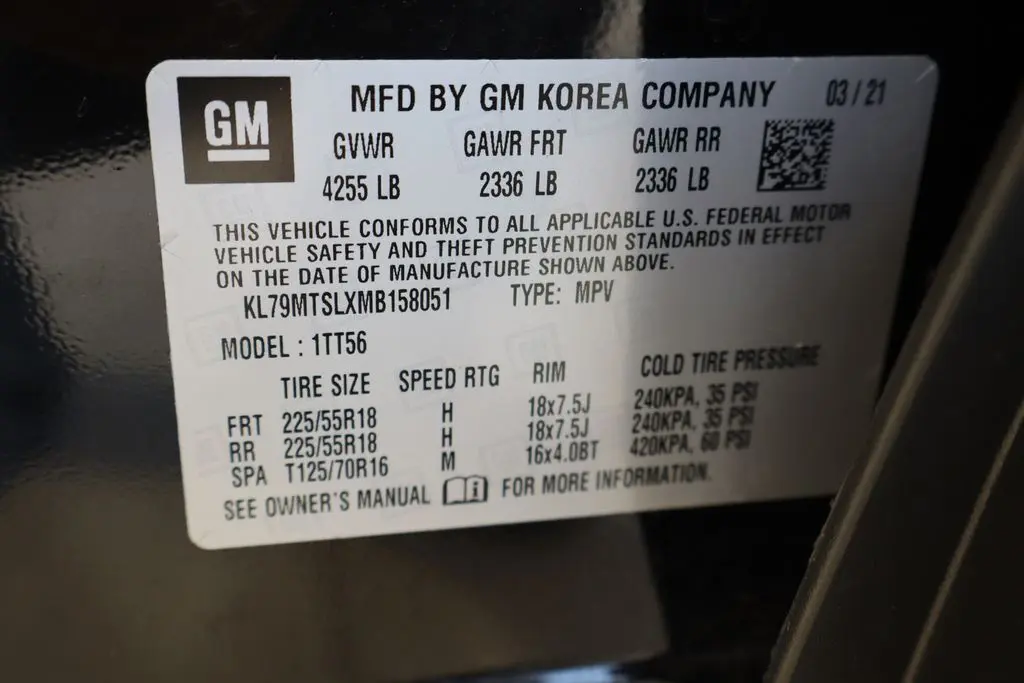 GM
MFD BY GM KOREA COMPANY 03/21
GVWR GAWR FRT GAWR RR
4255 LB 2336 LB 2336 LB
THIS VEHICLE CONFORMS TO ALL APPLICABLE U.S. FEDERAL MOTOR
VEHICLE SAFETY AND THEFT PREVENTION STANDARDS IN EFFECT
ON THE DATE OF MANUFACTURE SHOWN ABOVE.
KL79MTSLXMB158051 TYPE: MPV
MODEL : 1TT56
TIRE SIZE SPEED RTG RIM COLD TIRE PRESSURE
FRT 225/55R18 H 18x7.5J 240KPA, 35 PSI
RR 225/55R18 H 18x7.5J 240KPA, 35 PSI
SPA T125/70R16 M 16x4.0BT 420KPA, 60 PSI
SEE OWNER'S MANUAL i FOR MORE INFORMATION.